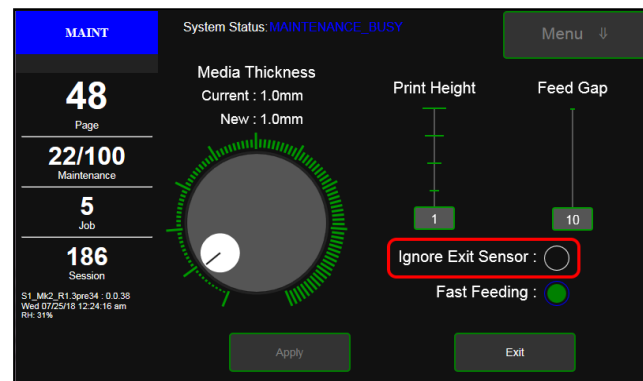 MAINT
System Status:MAINTENANCE_BUSY
Menu ⇓
48
Page
22/100
Maintenance
5
Job
186
Session
S1_Mk2_R1.3pre34 : 0.0.38
Wed 07/25/18 12:24:16 am
RH: 31%
Media Thickness
Current : 1.0mm
New : 1.0mm
Print Height
Feed Gap
1
10
Ignore Exit Sensor :
Fast Feeding :
Apply
Exit